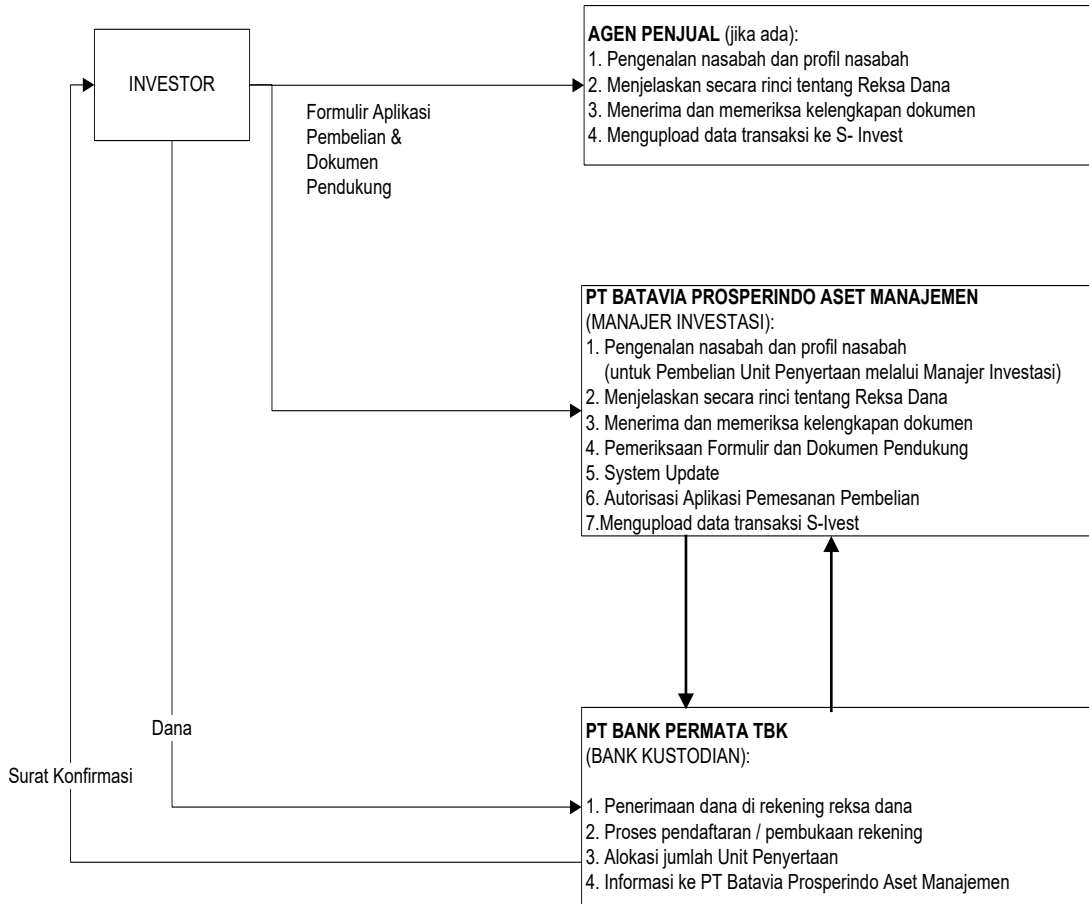 INVESTOR
AGEN PENJUAL (jika ada):
1. Pengenalan nasabah dan profil nasabah
2. Menjelaskan secara rinci tentang Reksa Dana
3. Menerima dan memeriksa kelengkapan dokumen
4. Mengupload data transaksi ke S- Invest
Formulir Aplikasi
Pembelian &
Dokumen
Pendukung
PT BATAVIA PROSPERINDO ASET MANAJEMEN
(MANAJER INVESTASI):
1. Pengenalan nasabah dan profil nasabah
(untuk Pembelian Unit Penyertaan melalui Manajer Investasi)
2. Menjelaskan secara rinci tentang Reksa Dana
3. Menerima dan memeriksa kelengkapan dokumen
4. Pemeriksaan Formulir dan Dokumen Pendukung
5. System Update
6. Autorisasi Aplikasi Pemesanan Pembelian
7.Mengupload data transaksi S-Ivest
Dana
Surat Konfirmasi
PT BANK PERMATA TBK
(BANK KUSTODIAN):
1. Penerimaan dana di rekening reksa dana
2. Proses pendaftaran / pembukaan rekening
3. Alokasi jumlah Unit Penyertaan
4. Informasi ke PT Batavia Prosperindo Aset Manajemen